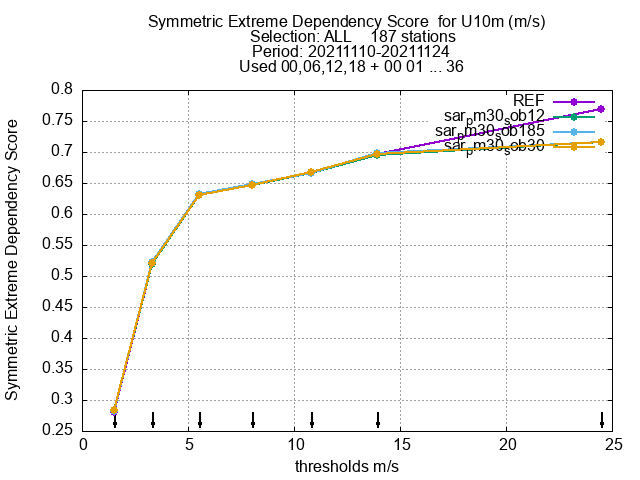 Symmetric Extreme Dependency Score for U10m (m/s)
Selection: ALL 187 stations
Period: 20211110-20211124
Used 00,06,12,18 + 00 01 ... 36
Symmetric Extreme Dependency Score
0.8
0.75
0.7
0.65
0.6
0.55
0.5
0.45
0.4
0.35
0.3
0.25
REF
sar_pm30_sob12
sar_pm30_sob185
sar_pm30_sob30
0 5 10 15 20 25
thresholds m/s